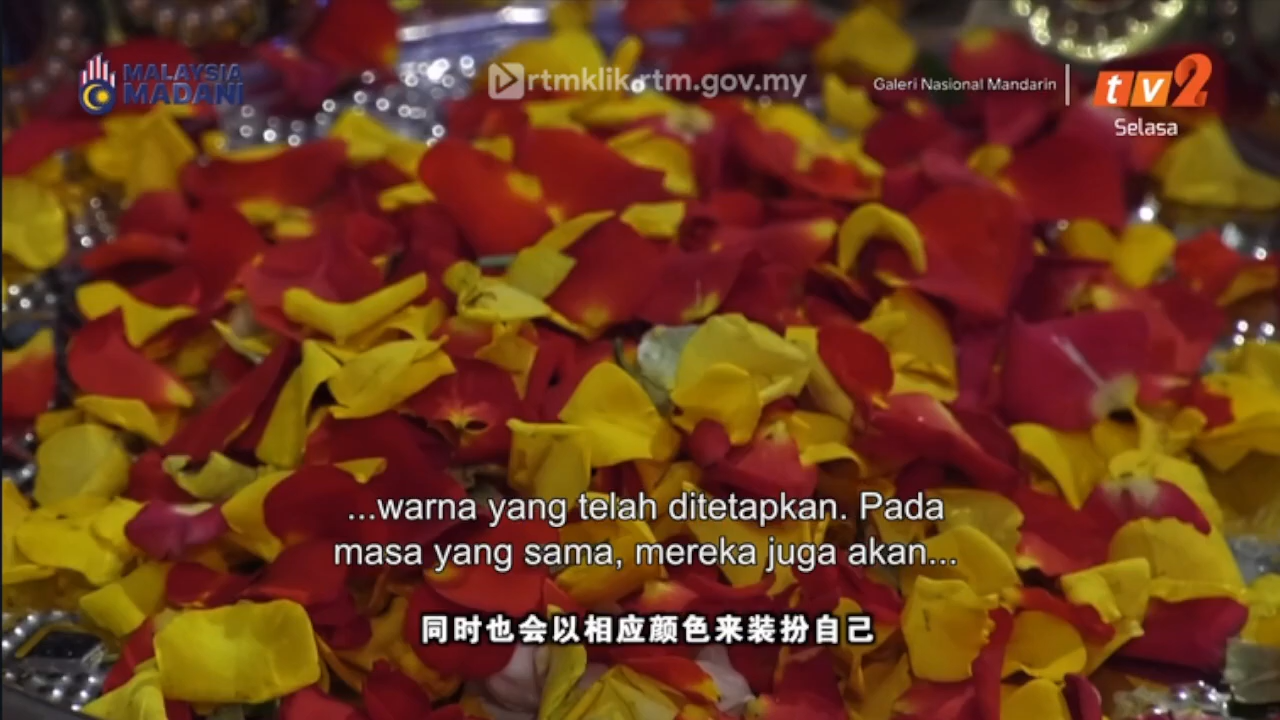 MALAYSIA
MADANI
rtmklik.rtm.gov.my
Galeri Nasional Mandarin
tv2
Selasa
...warna yang telah ditetapkan. Pada
masa yang sama, mereka juga akan...
同时也会以相应颜色来装扮自己